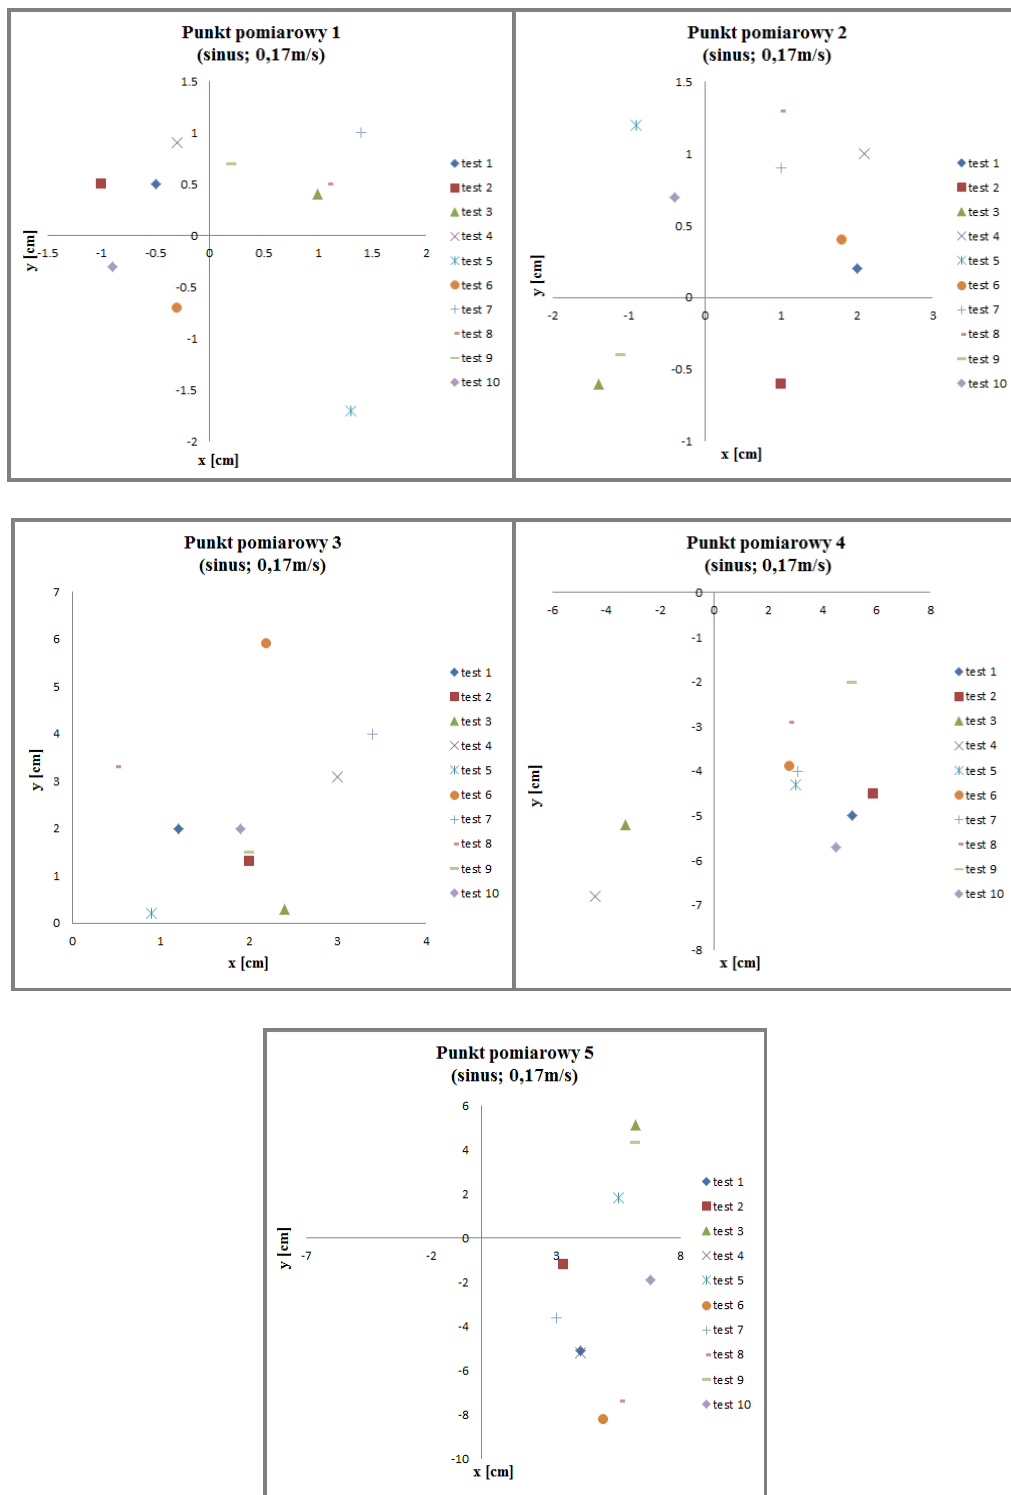 Punkt pomiarowy 1
(sinus; 0,17m/s)
1.5
1
0.5
0
-0.5
-1
-1.5
-2
-1.5
-1
-0.5
0
0.5
1
1.5
2
y [cm]
x [cm]
test 1
test 2
test 3
test 4
test 5
test 6
test 7
test 8
test 9
test 10
Punkt pomiarowy 2
(sinus; 0,17m/s)
1.5
1
0.5
0
-0.5
-1
-2
-1
0
1
2
3
y [cm]
x [cm]
test 1
test 2
test 3
test 4
test 5
test 6
test 7
test 8
test 9
test 10
Punkt pomiarowy 3
(sinus; 0,17m/s)
7
6
5
4
3
2
1
0
0
1
2
3
4
y [cm]
x [cm]
test 1
test 2
test 3
test 4
test 5
test 6
test 7
test 8
test 9
test 10
Punkt pomiarowy 4
(sinus; 0,17m/s)
0
-1
-2
-3
-4
-5
-6
-7
-8
-6
-4
-2
0
2
4
6
8
y [cm]
x [cm]
test 1
test 2
test 3
test 4
test 5
test 6
test 7
test 8
test 9
test 10
Punkt pomiarowy 5
(sinus; 0,17m/s)
6
4
2
0
-2
-4
-6
-8
-10
-7
-2
3
8
y [cm]
x [cm]
test 1
test 2
test 3
test 4
test 5
test 6
test 7
test 8
test 9
test 10